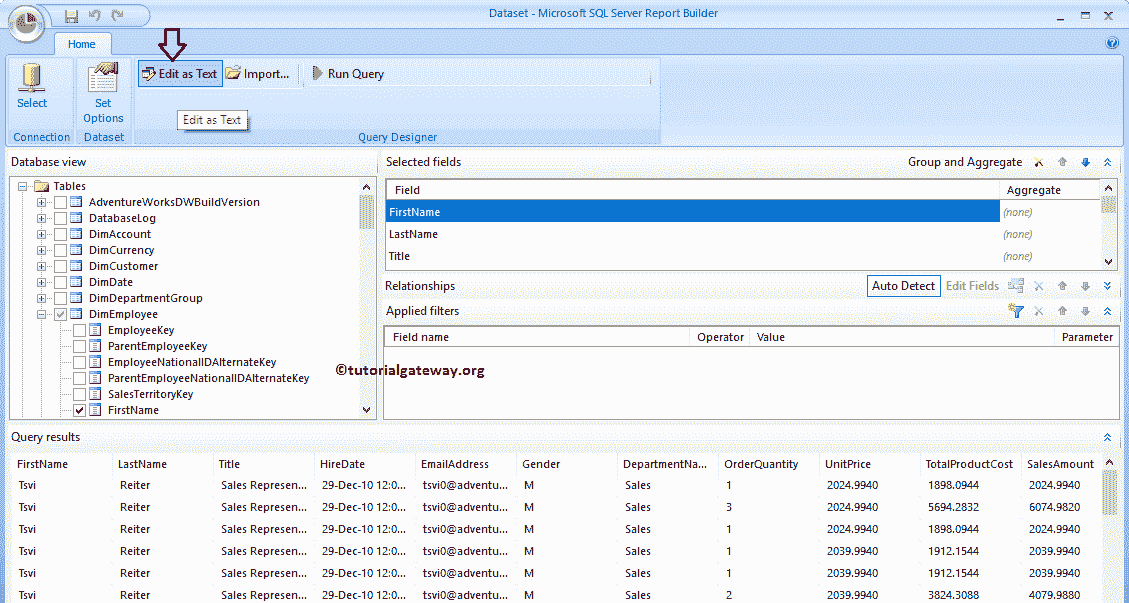 Dataset - Microsoft SQL Server Report Builder
Home
Edit as Text Import... Run Query
Select Set Options
Edit as Text
Connection Dataset Query Designer
Database view
Tables
AdventureWorksDWBuildVersion
DatabaseLog
DimAccount
DimCurrency
DimCustomer
DimDate
DimDepartmentGroup
DimEmployee
EmployeeKey
ParentEmployeeKey
EmployeeNationalIDAlternateKey
ParentEmployeeNationalIDAlternateKey
SalesTerritoryKey
FirstName
Selected fields Group and Aggregate
Field Aggregate
FirstName (none)
LastName (none)
Title (none)
Relationships Auto Detect Edit Fields
Applied filters
Field name Operator Value Parameter
©tutorialgateway.org
Query results
FirstName LastName Title HireDate EmailAddress Gender DepartmentNa... OrderQuantity UnitPrice TotalProductCost SalesAmount
Tsvi Reiter Sales Represen... 29-Dec-10 12:0... tsvi0@adventu... M Sales 1 2024.9940 1898.0944 2024.9940
Tsvi Reiter Sales Represen... 29-Dec-10 12:0... tsvi0@adventu... M Sales 3 2024.9940 5694.2832 6074.9820
Tsvi Reiter Sales Represen... 29-Dec-10 12:0... tsvi0@adventu... M Sales 1 2024.9940 1898.0944 2024.9940
Tsvi Reiter Sales Represen... 29-Dec-10 12:0... tsvi0@adventu... M Sales 1 2039.9940 1912.1544 2039.9940
Tsvi Reiter Sales Represen... 29-Dec-10 12:0... tsvi0@adventu... M Sales 1 2039.9940 1912.1544 2039.9940
Tsvi Reiter Sales Represen... 29-Dec-10 12:0... tsvi0@adventu... M Sales 2 2039.9940 3824.3088 4079.9880